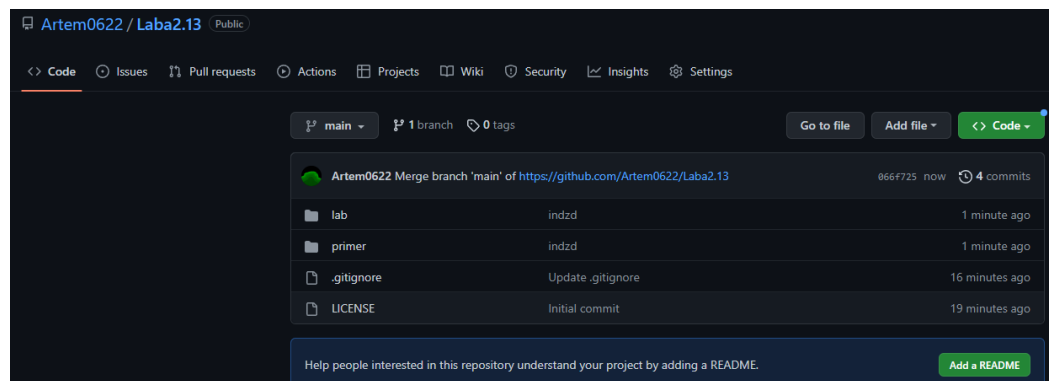 Artem0622 / Laba2.13 Public
Code Issues Pull requests Actions Projects Wiki Security Insights Settings
main 1 branch 0 tags Go to file Add file Code
Artem0622 Merge branch 'main' of https://github.com/Artem0622/Laba2.13 066f725 now 4 commits
lab indzd 1 minute ago
primer indzd 1 minute ago
.gitignore Update .gitignore 16 minutes ago
LICENSE Initial commit 19 minutes ago
Help people interested in this repository understand your project by adding a README. Add a README